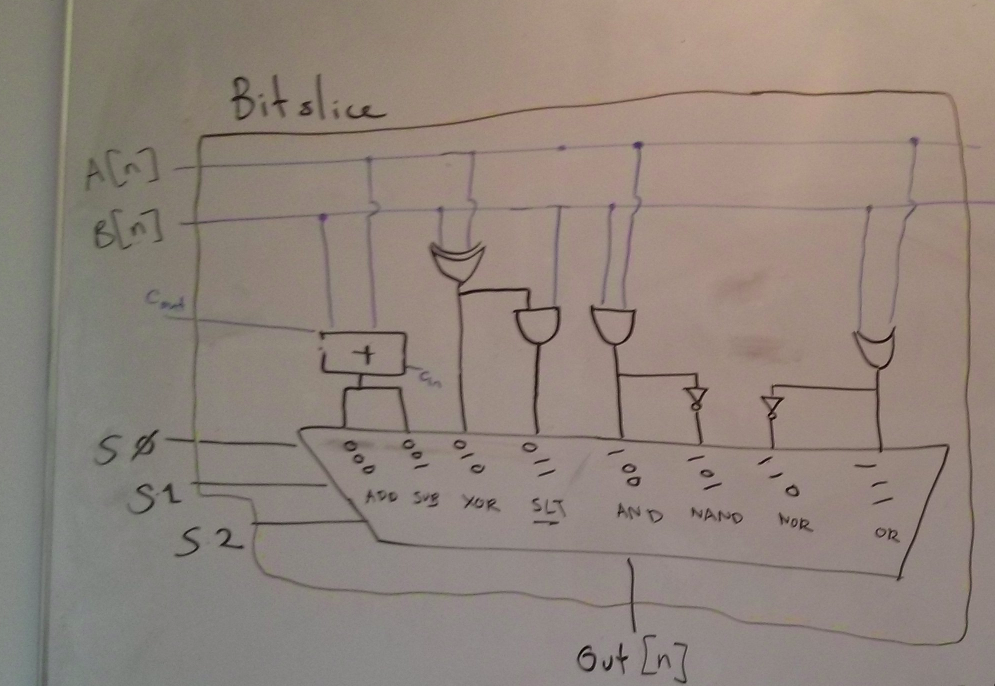 Bitslice
A[n]
B[n]
Cout
+
Cin
SØ
S1
S2
000 001 010 011 100 101 110 111
ADD SUB XOR SLT AND NAND NOR OR
Out[n]